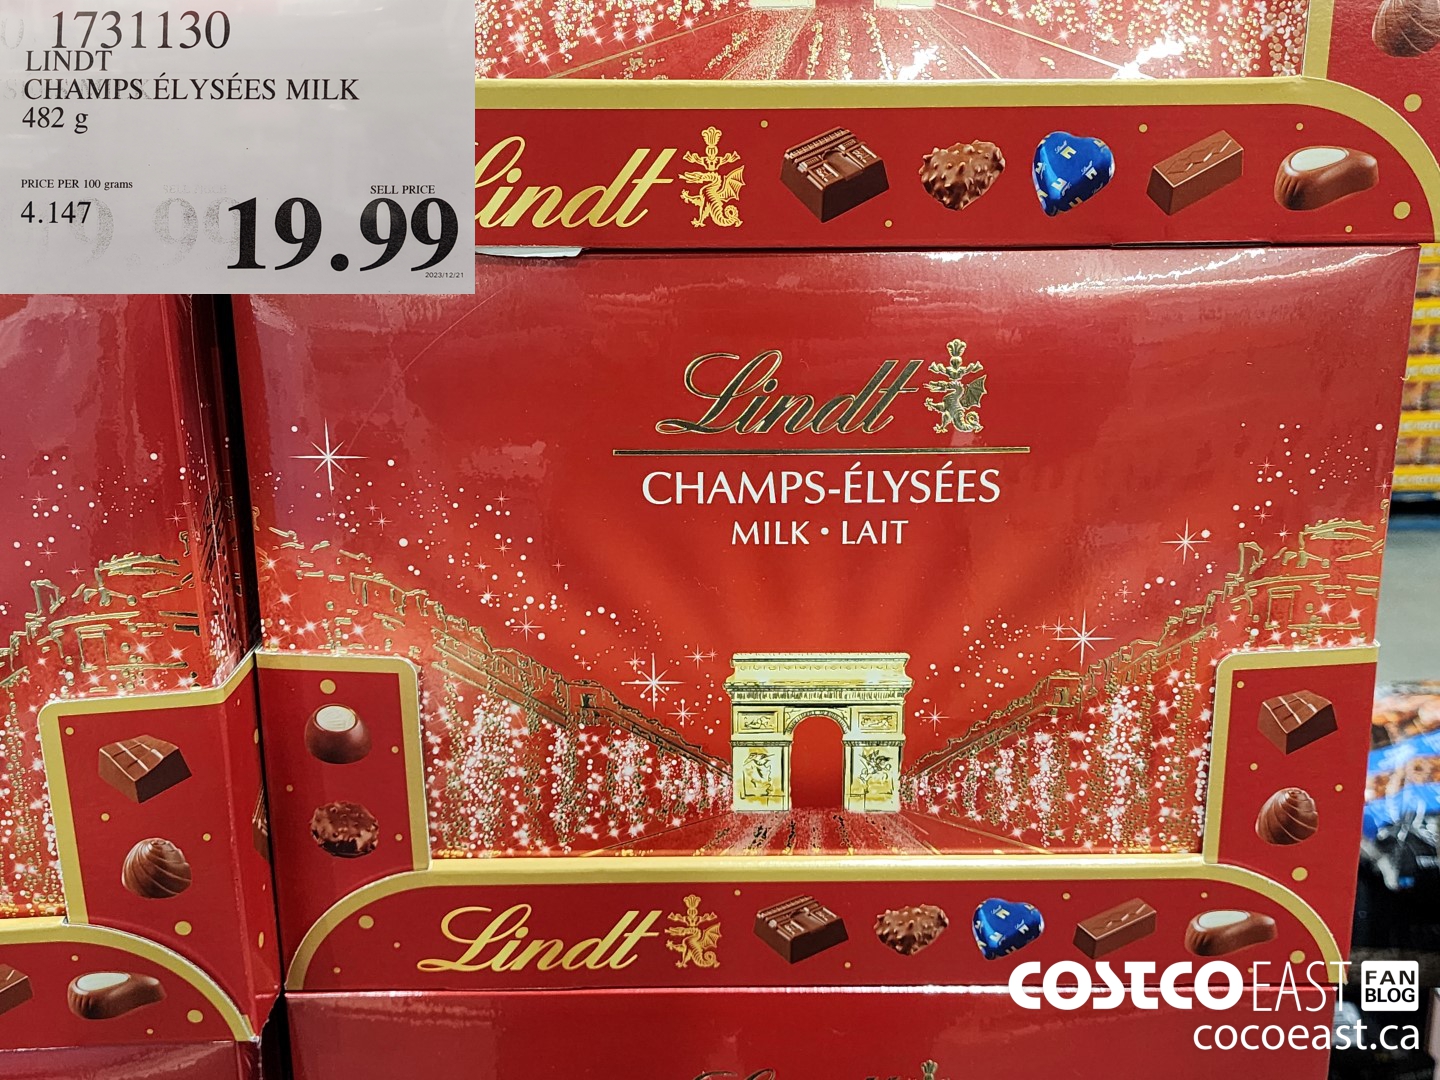 1731130
LINDT
CHAMPS ÉLYSÉES MILK
482 g
PRICE PER 100 grams
4.147
SELL PRICE
19.99
2023/12/21
Lindt
Lindt
CHAMPS-ÉLYSÉES
MILK • LAIT
Lindt
COSTCO EAST FAN BLOG
cocoeast.ca
Lindt